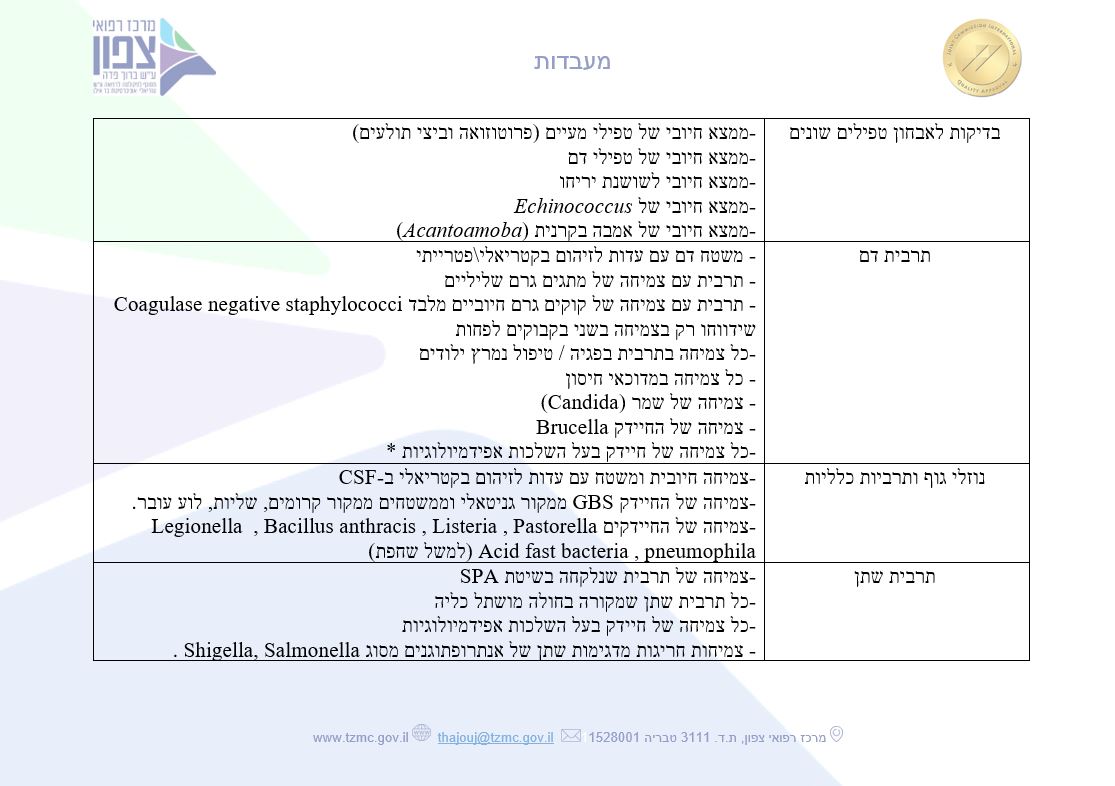 מרכז רפואי
צפון
ע״ש ברוך פדה
מעבדות
JOINT COMMISSION INTERNATIONAL
QUALITY APPROVAL
בדיקות לאבחון טפילים שונים
-ממצא חיובי של טפילי מעיים (פרוטוזואה וביצי תולעים)
-ממצא חיובי של טפילי דם
-ממצא חיובי לשושנת יריחו
-ממצא חיובי של Echinococcus
-ממצא חיובי של אמבה בקרנית (Acantoamoba)
תרבית דם
- משטח דם עם עדות לזיהום בקטריאלי\פטרייתי
- תרבית עם צמיחה של מתגים גרם שליליים
- תרבית עם צמיחה של קוקים גרם חיוביים מלבד Coagulase negative staphylococci
שידווחו רק בצמיחה בשני בקבוקים לפחות
-כל צמיחה בתרבית בפגיה / טיפול נמרץ ילודים
- כל צמיחה במדוכאי חיסון
- צמיחה של שמר (Candida)
- צמיחה של החיידק Brucella
-כל צמיחה של חיידק בעל השלכות אפידמיולוגיות *
נוזלי גוף ותרביות כלליות
-צמיחה חיובית ומשטח עם עדות לזיהום בקטריאלי ב-CSF
-צמיחה של החיידק GBS ממקור גניטאלי וממשטחים ממקור קרומים, שליות, לוע עובר.
-צמיחה של החיידקים Legionella , Bacillus anthracis , Listeria , Pastorella
Acid fast bacteria , pneumophila (למשל שחפת)
תרבית שתן
-צמיחה של תרבית שנלקחה בשיטת SPA
-כל תרבית שתן שמקורה בחולה מושתל כליה
-כל צמיחה של חיידק בעל השלכות אפידמיולוגיות
- צמיחות חריגות מדגימות שתן של אנתרופתוגנים מסוג Shigella, Salmonella .
מרכז רפואי צפון, ת.ד. 3111 טבריה 1528001 thajouj@tzmc.gov.il www.tzmc.gov.il